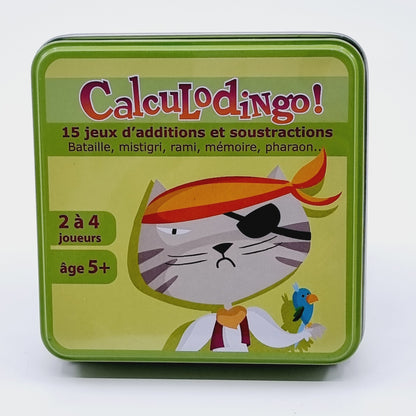 CalcuLodingo!
15 jeux d'additions et soustractions
Bataille, mistigri, rami, mémoire, pharaon...
2 à 4
joueurs
âge 5+